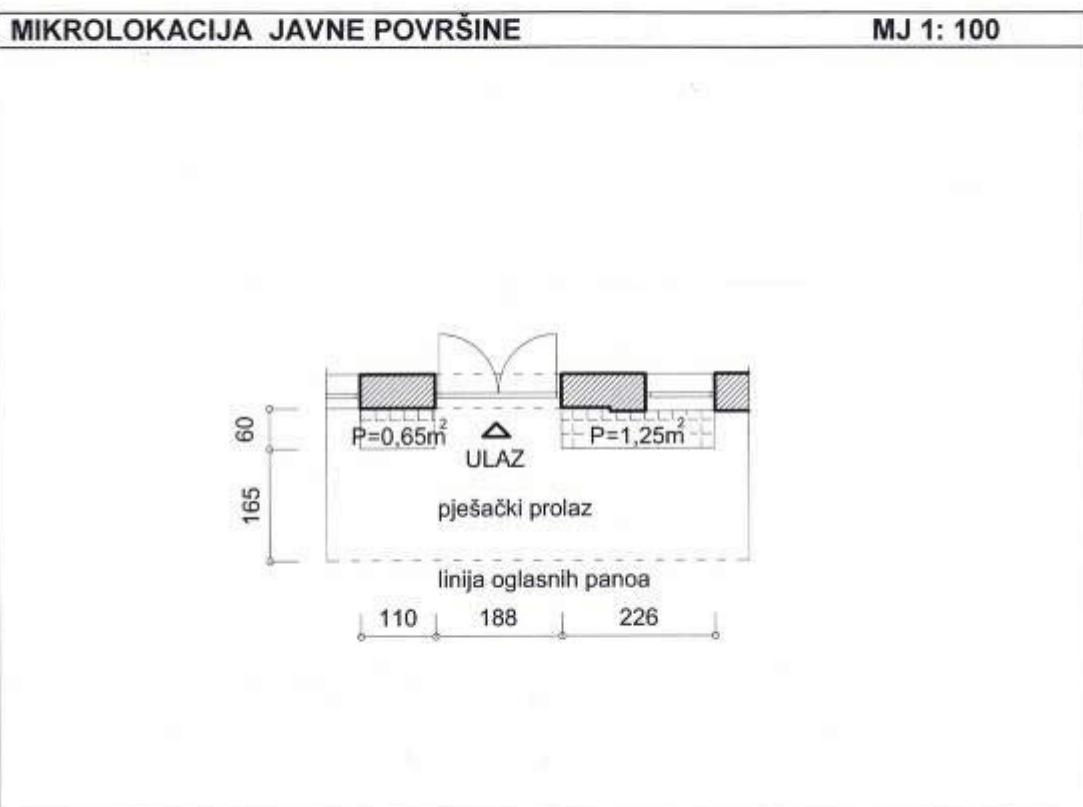 MIKROLOKACIJA JAVNE POVRŠINE MJ 1: 100
60
P=0,65m²
P=1,25m²
ULAZ
165
pješački prolaz
linija oglasnih panoa
110 188 226